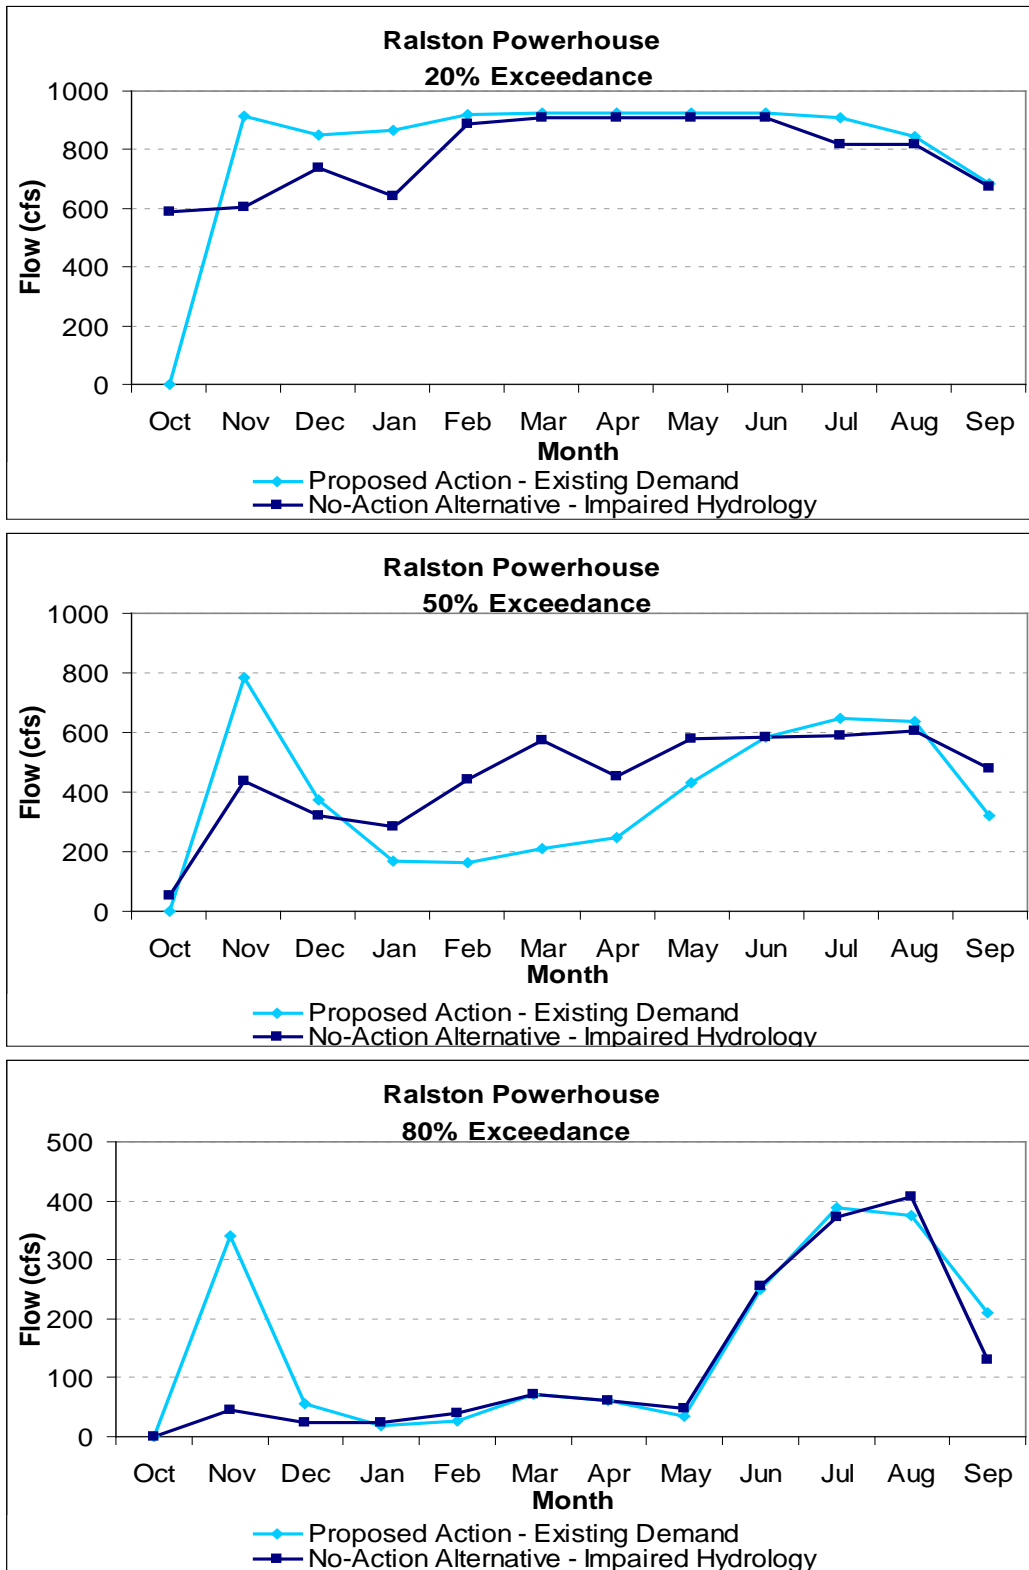 Ralston Powerhouse
20% Exceedance
1000
800
600
400
200
0
Flow (cfs)
Oct Nov Dec Jan Feb Mar Apr May Jun Jul Aug Sep
Month
Proposed Action - Existing Demand
No-Action Alternative - Impaired Hydrology
Ralston Powerhouse
50% Exceedance
1000
800
600
400
200
0
Flow (cfs)
Oct Nov Dec Jan Feb Mar Apr May Jun Jul Aug Sep
Month
Proposed Action - Existing Demand
No-Action Alternative - Impaired Hydrology
Ralston Powerhouse
80% Exceedance
500
400
300
200
100
0
Flow (cfs)
Oct Nov Dec Jan Feb Mar Apr May Jun Jul Aug Sep
Month
Proposed Action - Existing Demand
No-Action Alternative - Impaired Hydrology